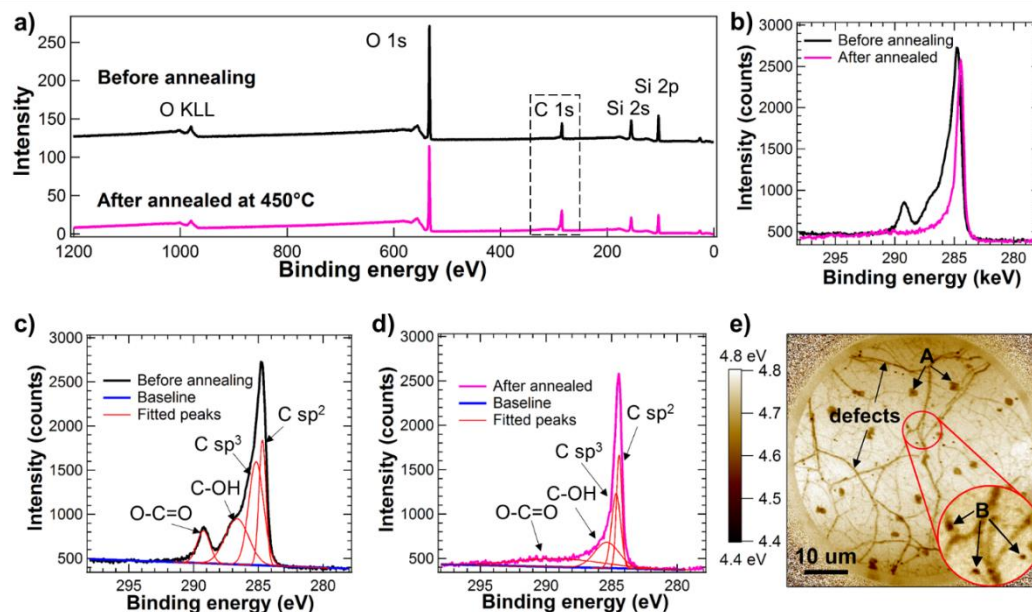 a)
250
200
150
100
50
0
Intensity
O 1s
Before annealing
O KLL
C 1s
Si 2s
Si 2p
After annealed at 450°C
1200
1000
800
600
400
200
0
Binding energy (eV)
b)
3000
2500
2000
1500
1000
500
Intensity (counts)
Before annealing
After annealed
295
290
285
280
Binding energy (keV)
c)
3000
2500
2000
1500
1000
500
Intensity (counts)
Before annealing
Baseline
Fitted peaks
C sp²
C sp³
C-OH
O-C=O
295
290
285
280
Binding energy (eV)
d)
3000
2500
2000
1500
1000
500
Intensity (counts)
After annealed
Baseline
Fitted peaks
C sp²
C sp³
C-OH
O-C=O
295
290
285
280
Binding energy (eV)
e)
4.8 eV
4.8
4.7
4.6
4.5
4.4
4.4 eV
A
defects
B
10 um